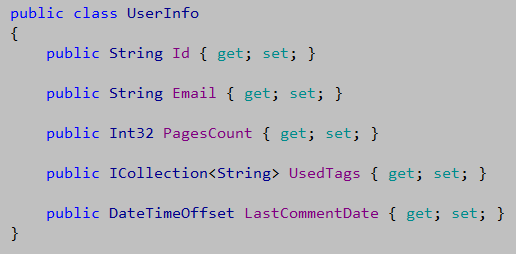 public class UserInfo
{
public String Id { get; set; }
public String Email { get; set; }
public Int32 PagesCount { get; set; }
public ICollection<String> UsedTags { get; set; }
public DateTimeOffset LastCommentDate { get; set; }
}